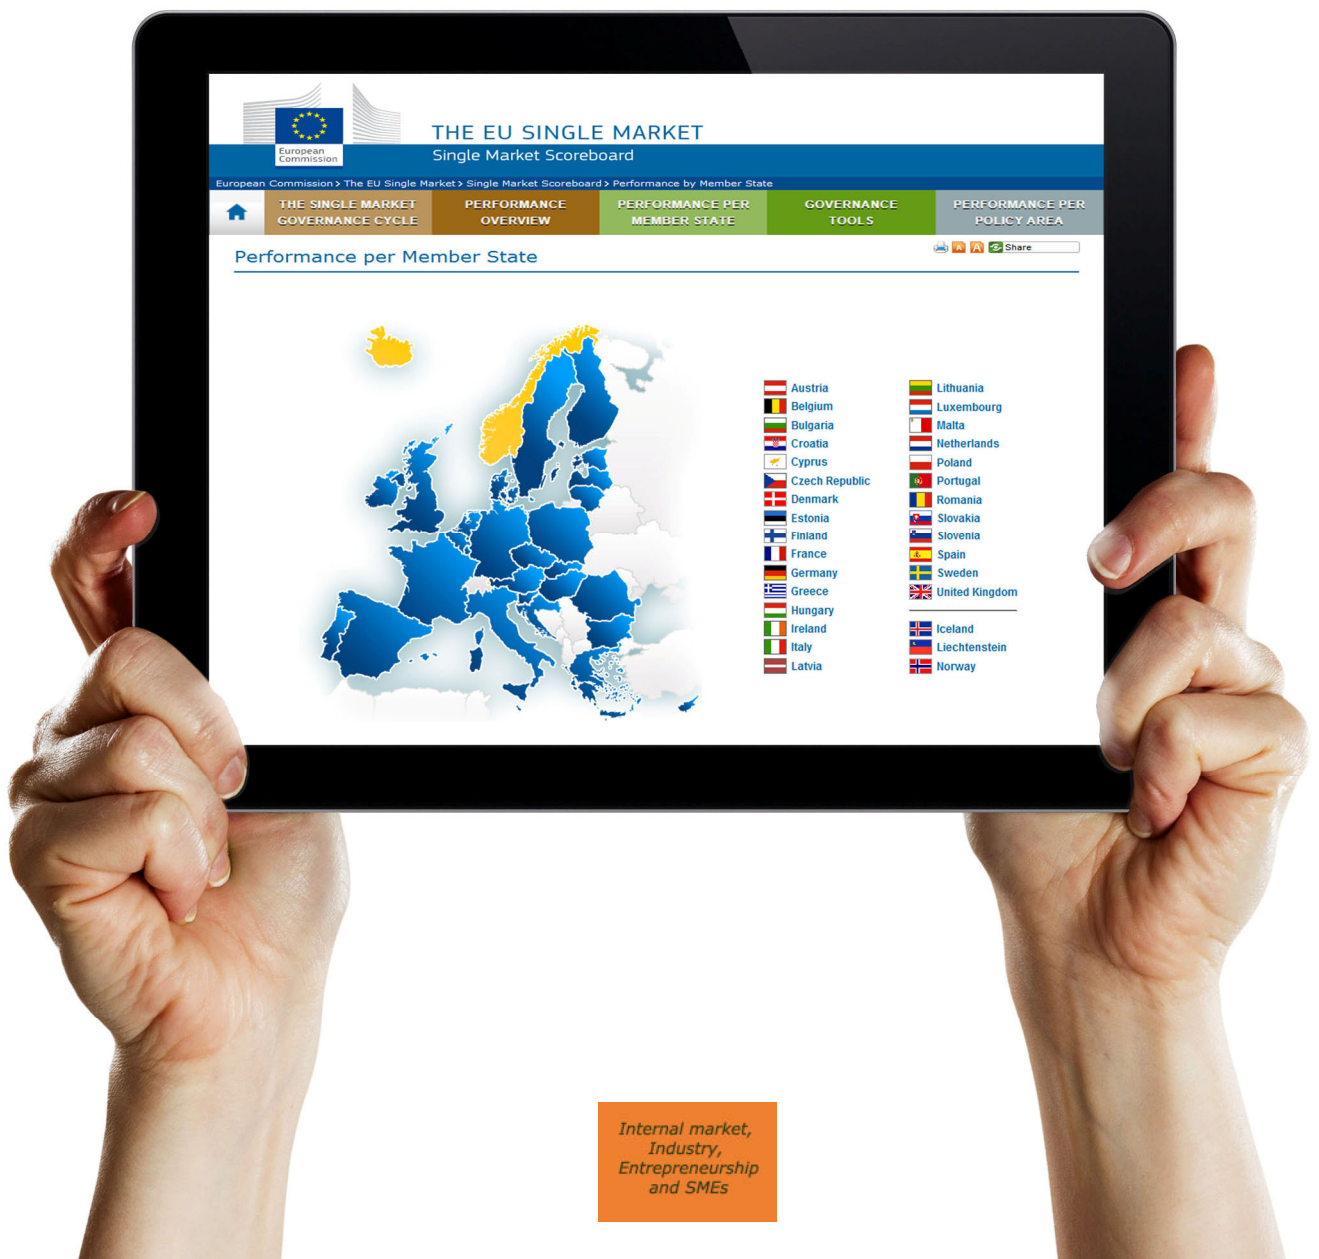 European
Commission
THE EU SINGLE MARKET
Single Market Scoreboard
European Commission > The EU Single Market > Single Market Scoreboard > Performance by Member State
THE SINGLE MARKET
GOVERNANCE CYCLE
PERFORMANCE
OVERVIEW
PERFORMANCE PER
MEMBER STATE
GOVERNANCE
TOOLS
PERFORMANCE PER
POLICY AREA
Performance per Member State
A
A
Share
Austria
Belgium
Bulgaria
Croatia
Cyprus
Czech Republic
Denmark
Estonia
Finland
France
Germany
Greece
Hungary
Ireland
Italy
Latvia
Lithuania
Luxembourg
Malta
Netherlands
Poland
Portugal
Romania
Slovakia
Slovenia
Spain
Sweden
United Kingdom
Iceland
Liechtenstein
Norway
Internal market,
Industry,
Entrepreneurship
and SMEs